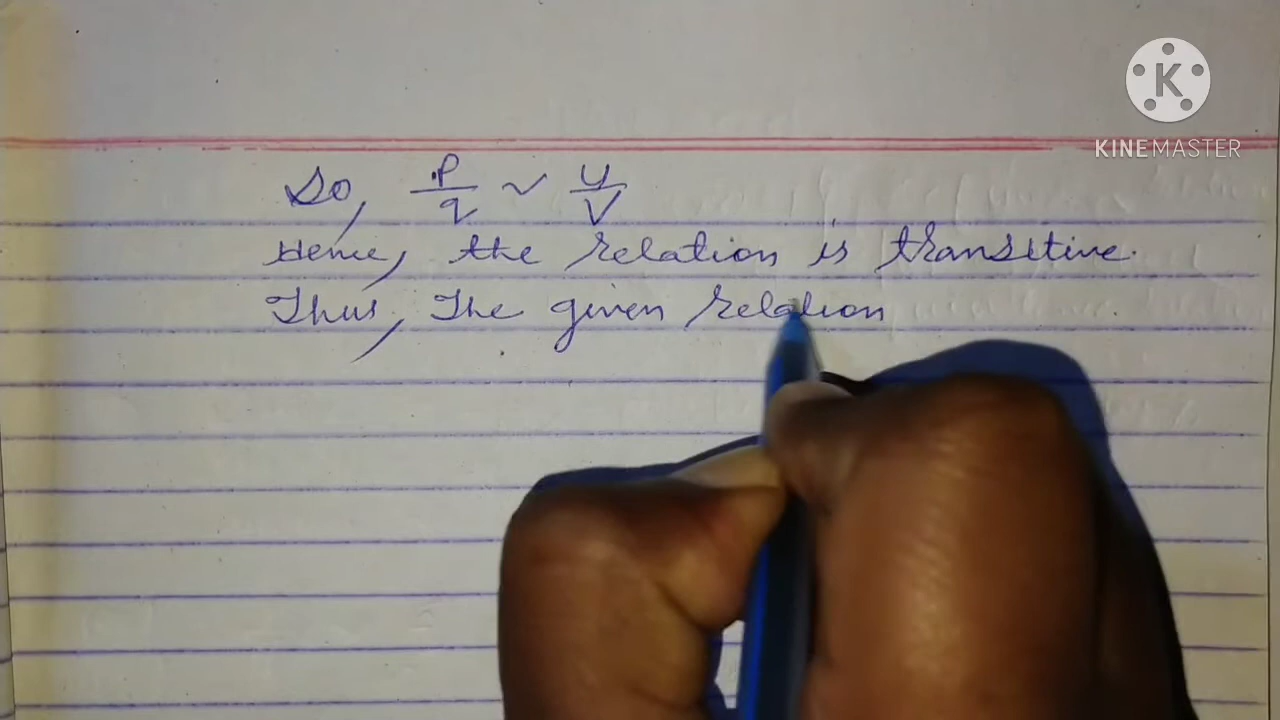 So, p/q ~ u/v
Hence, the relation is transitive.
Thus, The given relation
K
KINEMASTER